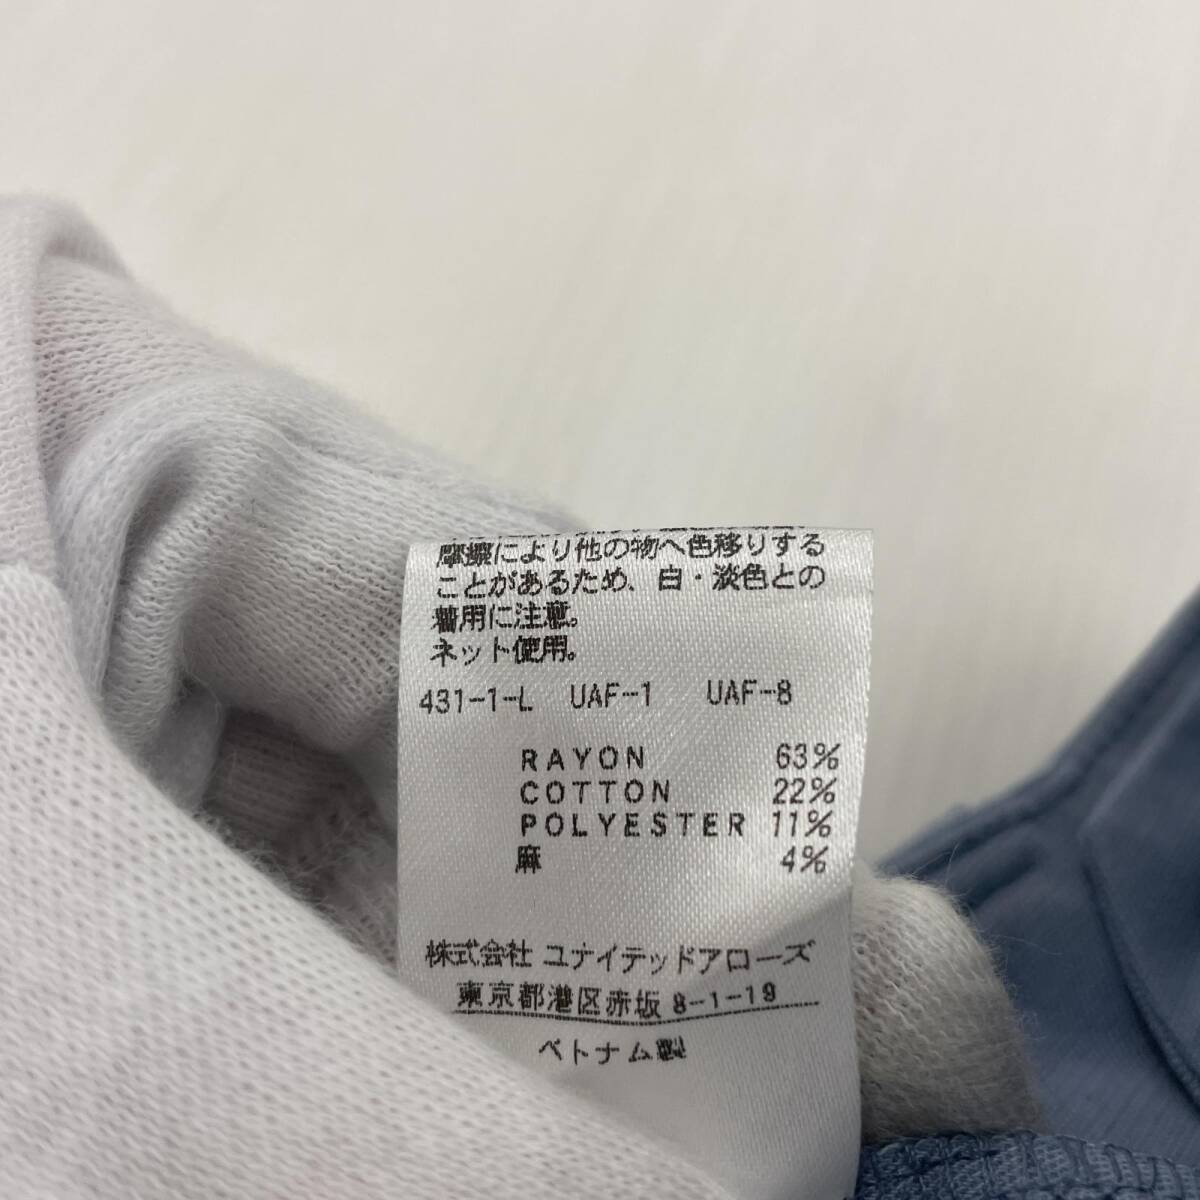 摩擦により他の物へ色移りする
ことがあるため、白・淡色との
着用に注意。
ネット使用。
431-1-L UAF-1 UAF-8
RAYON 63%
COTTON 22%
POLYESTER 11%
麻 4%
株式会社 ユナイテッドアローズ
東京都港区赤坂 8-1-19
ベトナム製